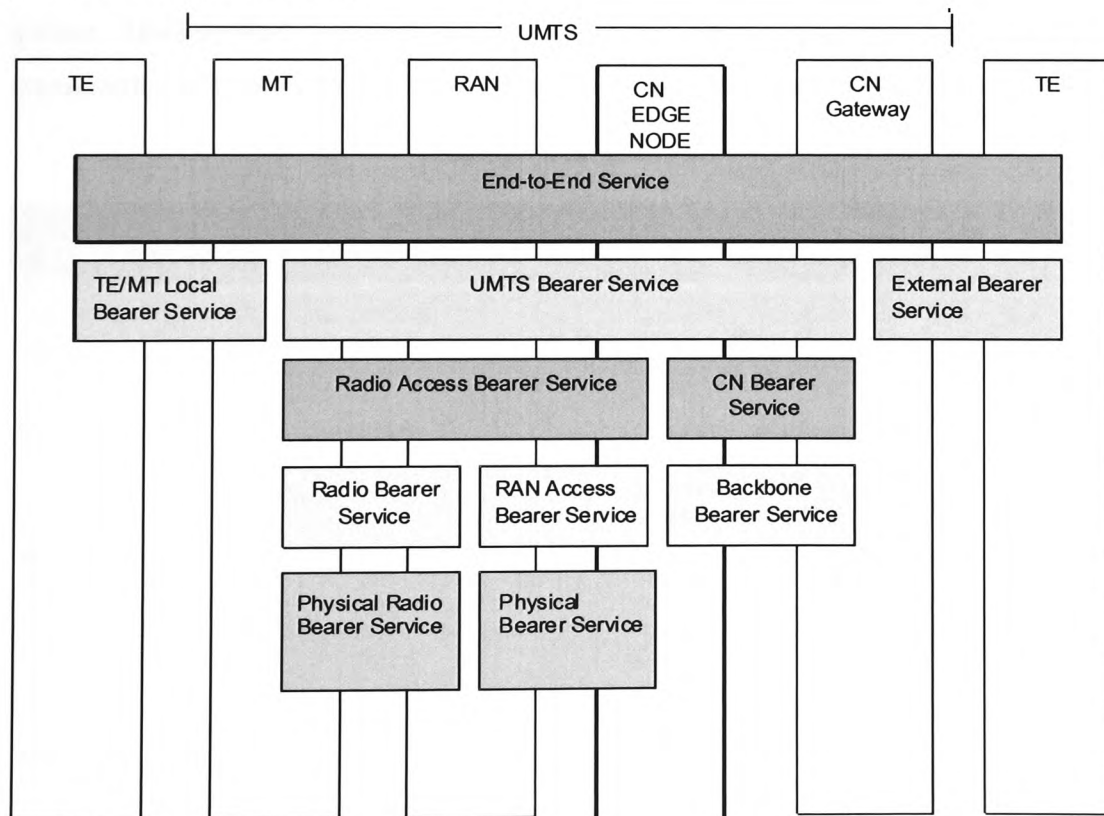 UMTS
TE
MT
RAN
CN
EDGE
NODE
CN
Gateway
TE
End-to-End Service
TE/MT Local
Bearer Service
UMTS Bearer Service
External Bearer
Service
Radio Access Bearer Service
CN Bearer
Service
Radio Bearer
Service
RAN Access
Bearer Service
Backbone
Bearer Service
Physical Radio
Bearer Service
Physical
Bearer Service